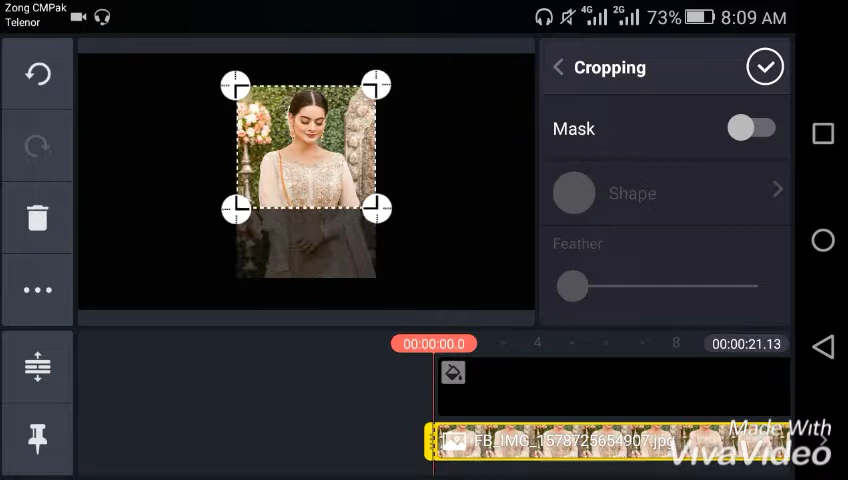 Zong CMPak
Telenor
4G
2G
73%
8:09 AM
Cropping
Mask
Shape
Feather
00:00:00.0
4
8
00:00:21.13
FB_IMG_1578725654907.jpg
Made With
VivaVideo